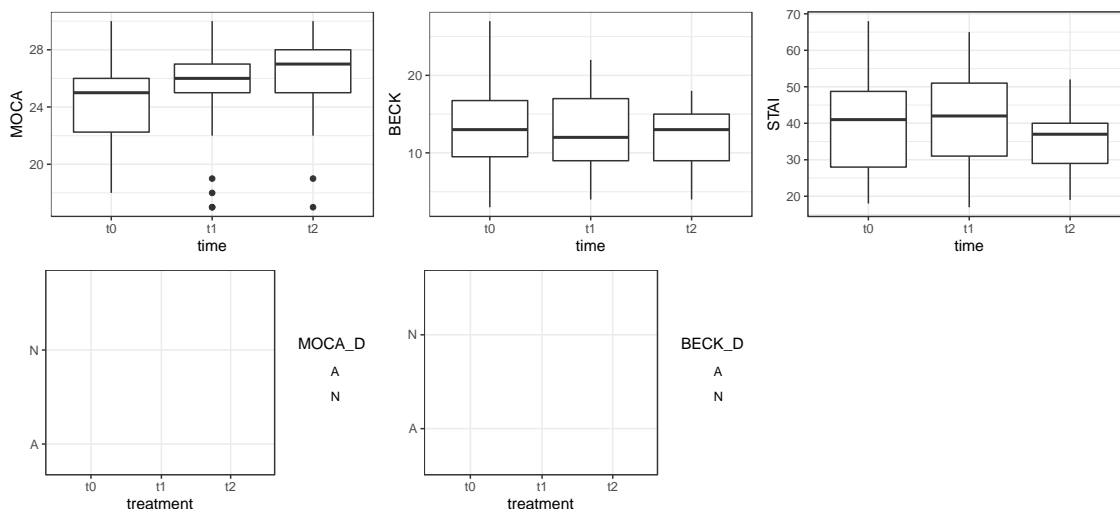 MOCA
28
24
20
t0 t1 t2
time
BECK
20
10
t0 t1 t2
time
STAI
70
60
50
40
30
20
t0 t1 t2
time
N
A
t0 t1 t2
treatment
MOCA_D
A
N
N
A
t0 t1 t2
treatment
BECK_D
A
N